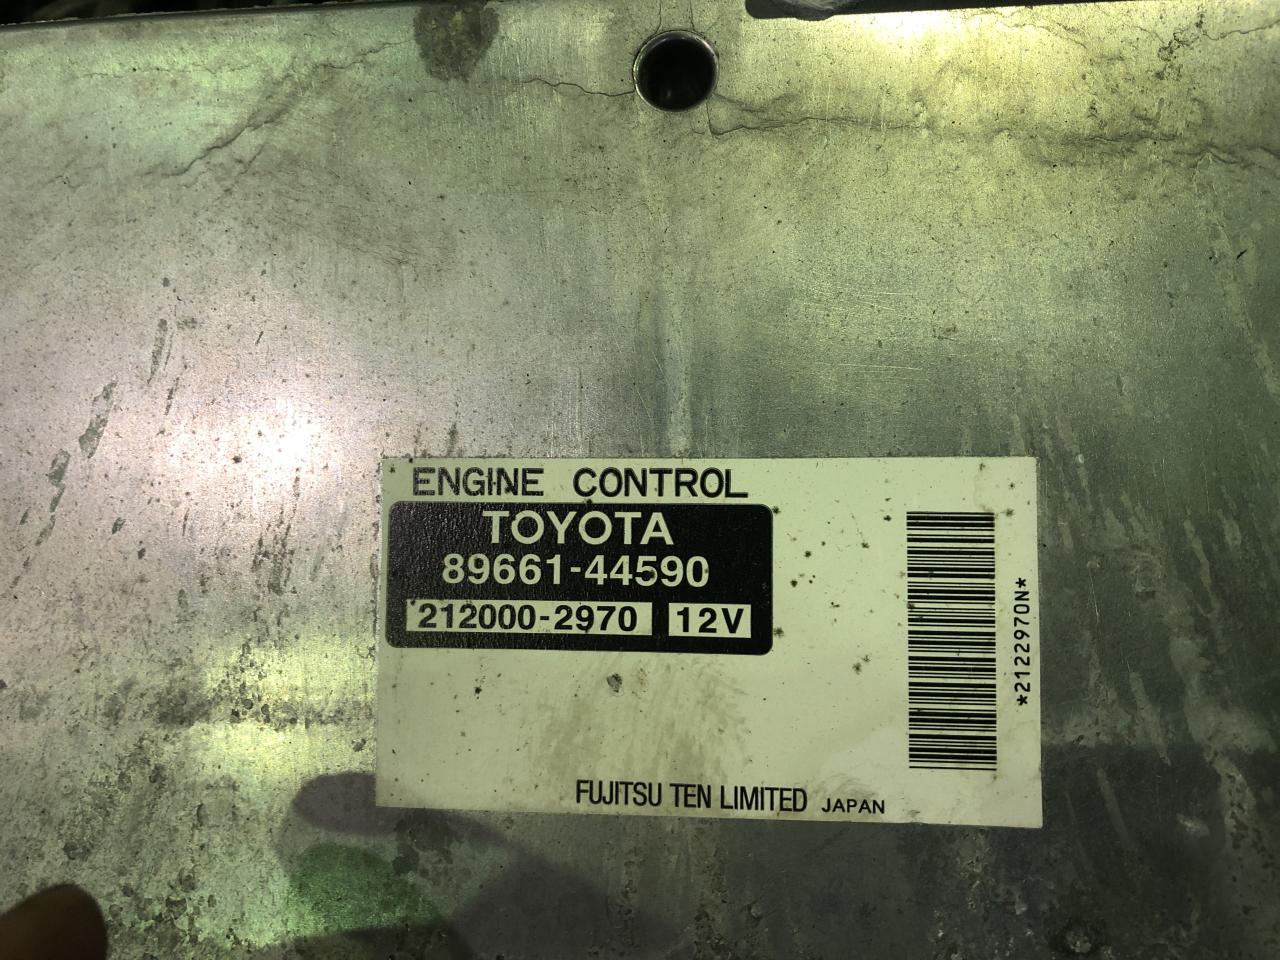 ENGINE CONTROL
TOYOTA
89661-44590
212000-2970 12V
*2122970N*
FUJITSU TEN LIMITED JAPAN